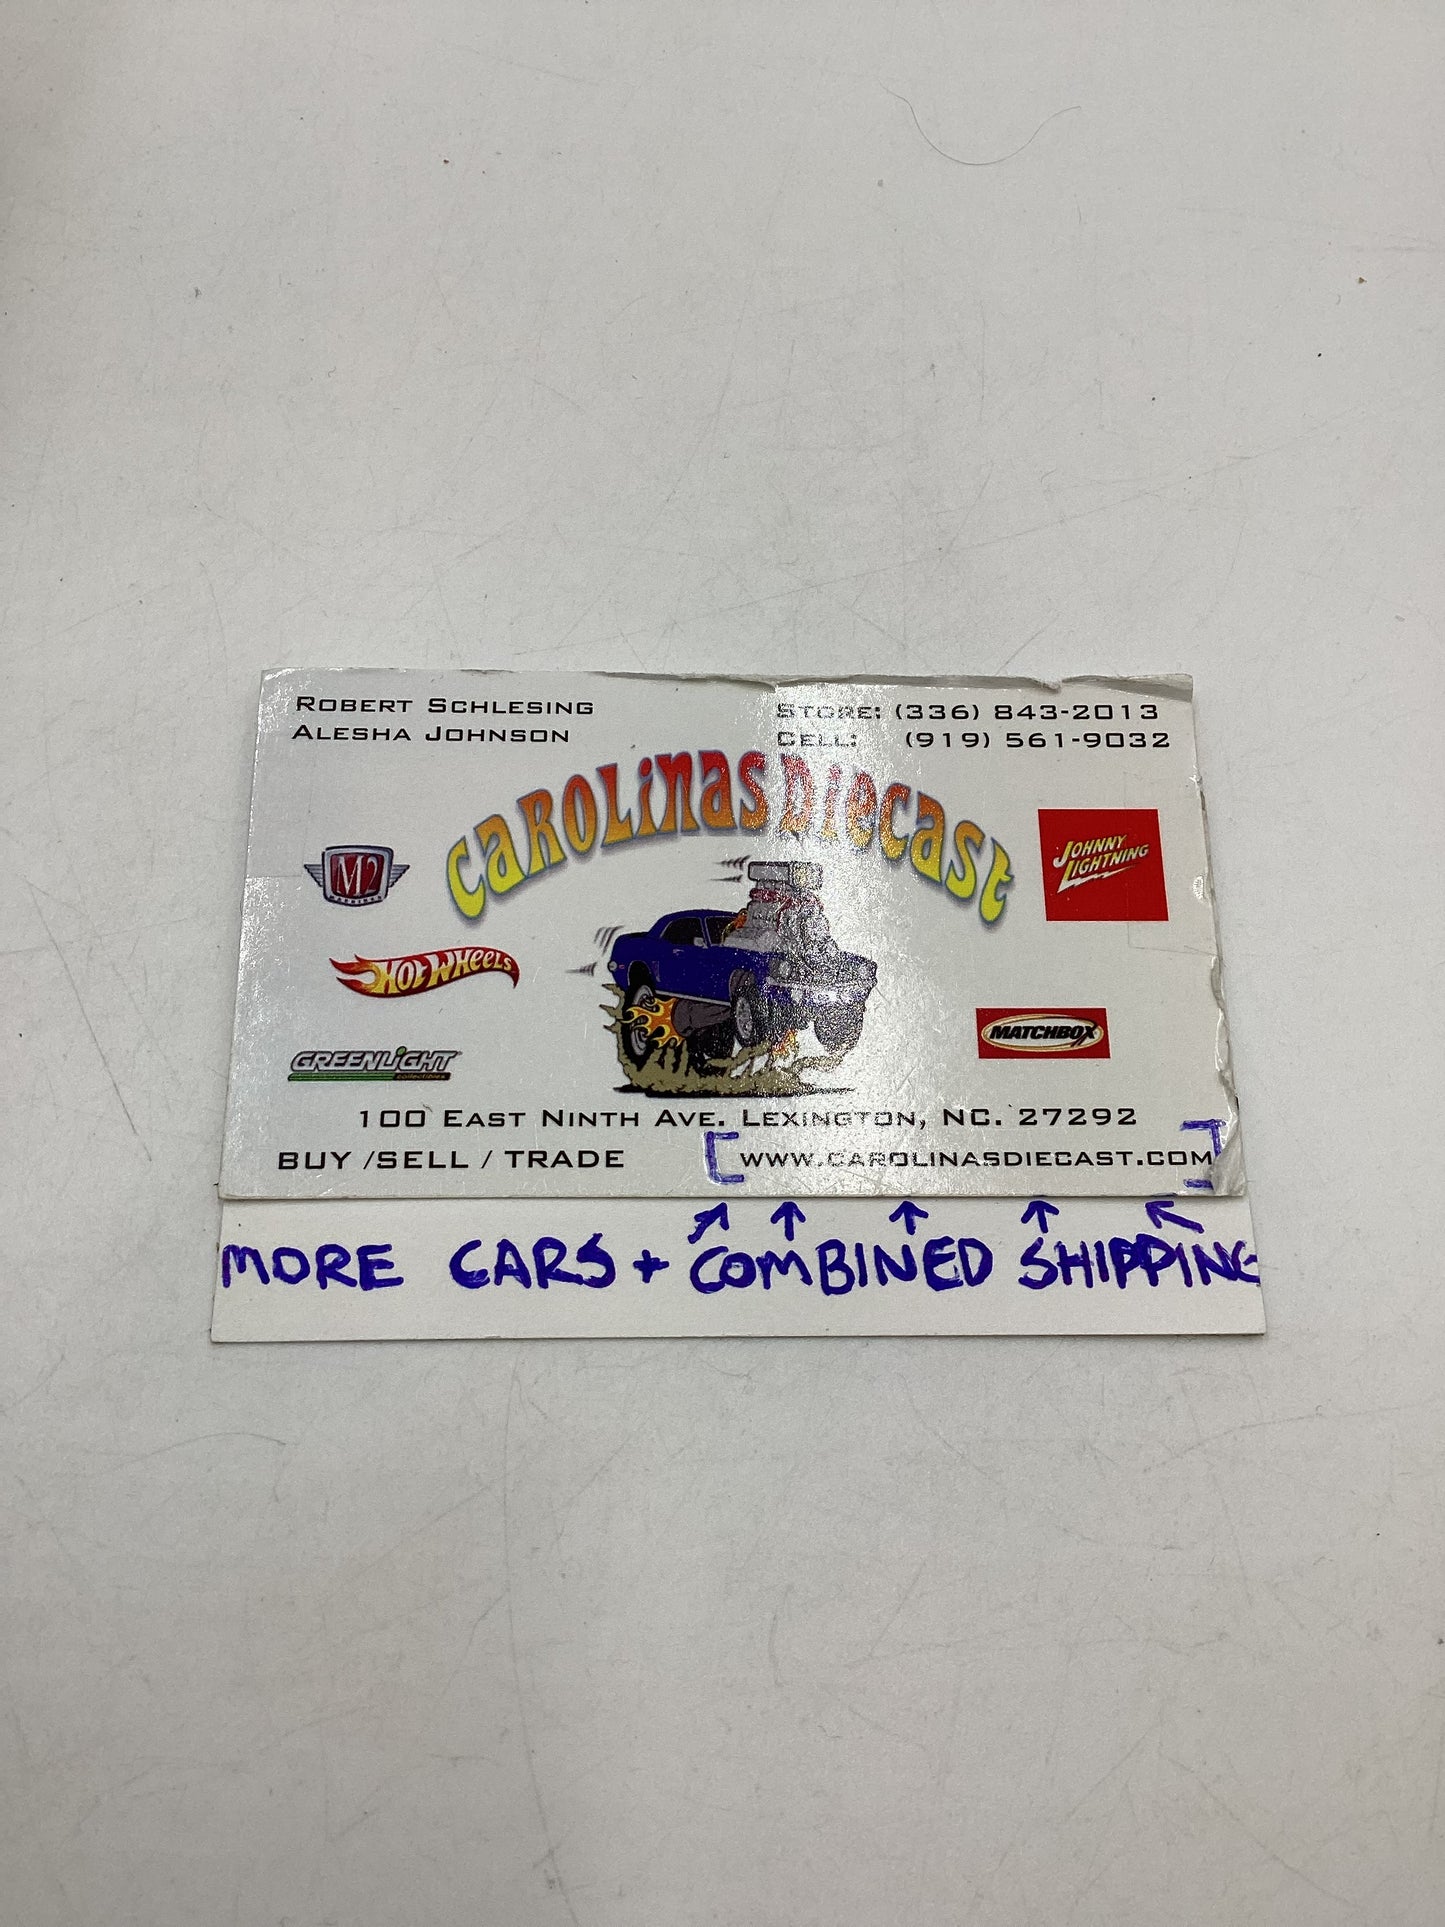 ROBERT SCHLESING
ALESHA JOHNSON
STORE: (336) 843-2013
CELL: (919) 561-9032
CAROLINAS DIECAST
M2
MACHINES
JOHNNY LIGHTNING
HOT WHEELS
MATCHBOX
GREENLIGHT
collectibles
100 EAST NINTH AVE. LEXINGTON, NC. 27292
BUY /SELL / TRADE
WWW.CAROLINASDIECAST.COM
MORE CARS + COMBINED SHIPPING